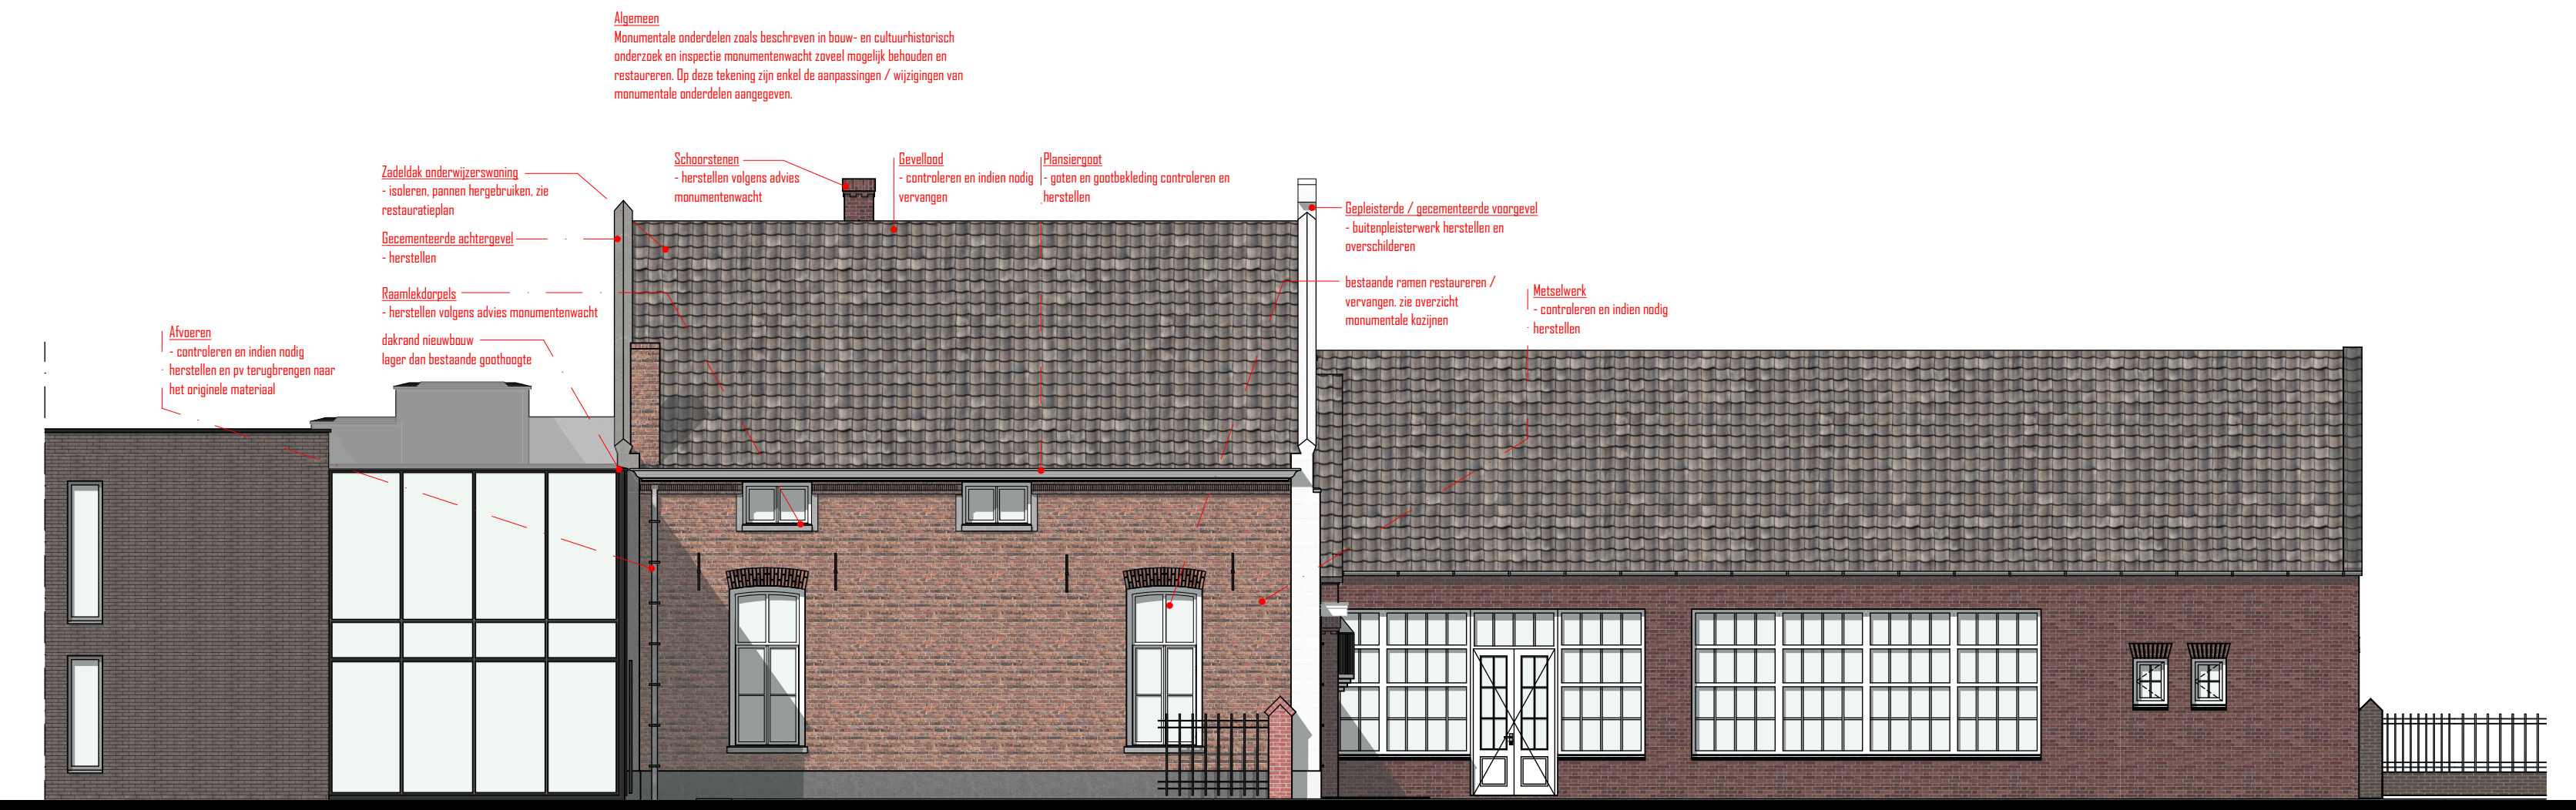 Algemeen
Monumentale onderdelen zoals beschreven in bouw- en cultuurhistorisch
onderzoek en inspectie monumentenwacht zoveel mogelijk behouden en
restaureren. Op deze tekening zijn enkel de aanpassingen / wijzigingen van
monumentale onderdelen aangegeven.
Zadeldak onderwijzerswoning
- isoleren, pannen hergebruiken, zie
restauratieplan
Gecementeerde achtergevel
- herstellen
Raamlekdorpels
- herstellen volgens advies monumentenwacht
dakrand nieuwbouw
lager dan bestaande goothoogte
Afvoeren
- controleren en indien nodig
herstellen en pv terugbrengen naar
het originele materiaal
Schoorstenen
- herstellen volgens advies
monumentenwacht
Gevellood
- controleren en indien nodig
vervangen
Plansiergoot
- goten en gootbekleding controleren en
herstellen
Gepleisterde / gecementeerde voorgevel
- buitenpleisterwerk herstellen en
overschilderen
bestaande ramen restaureren /
vervangen. zie overzicht
monumentale kozijnen
Metselwerk
- controleren en indien nodig
herstellen